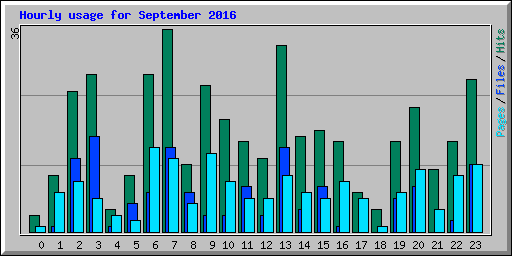 Hourly usage for September 2016
36
Pages/Files/Hits
0 1 2 3 4 5 6 7 8 9 10 11 12 13 14 15 16 17 18 19 20 21 22 23